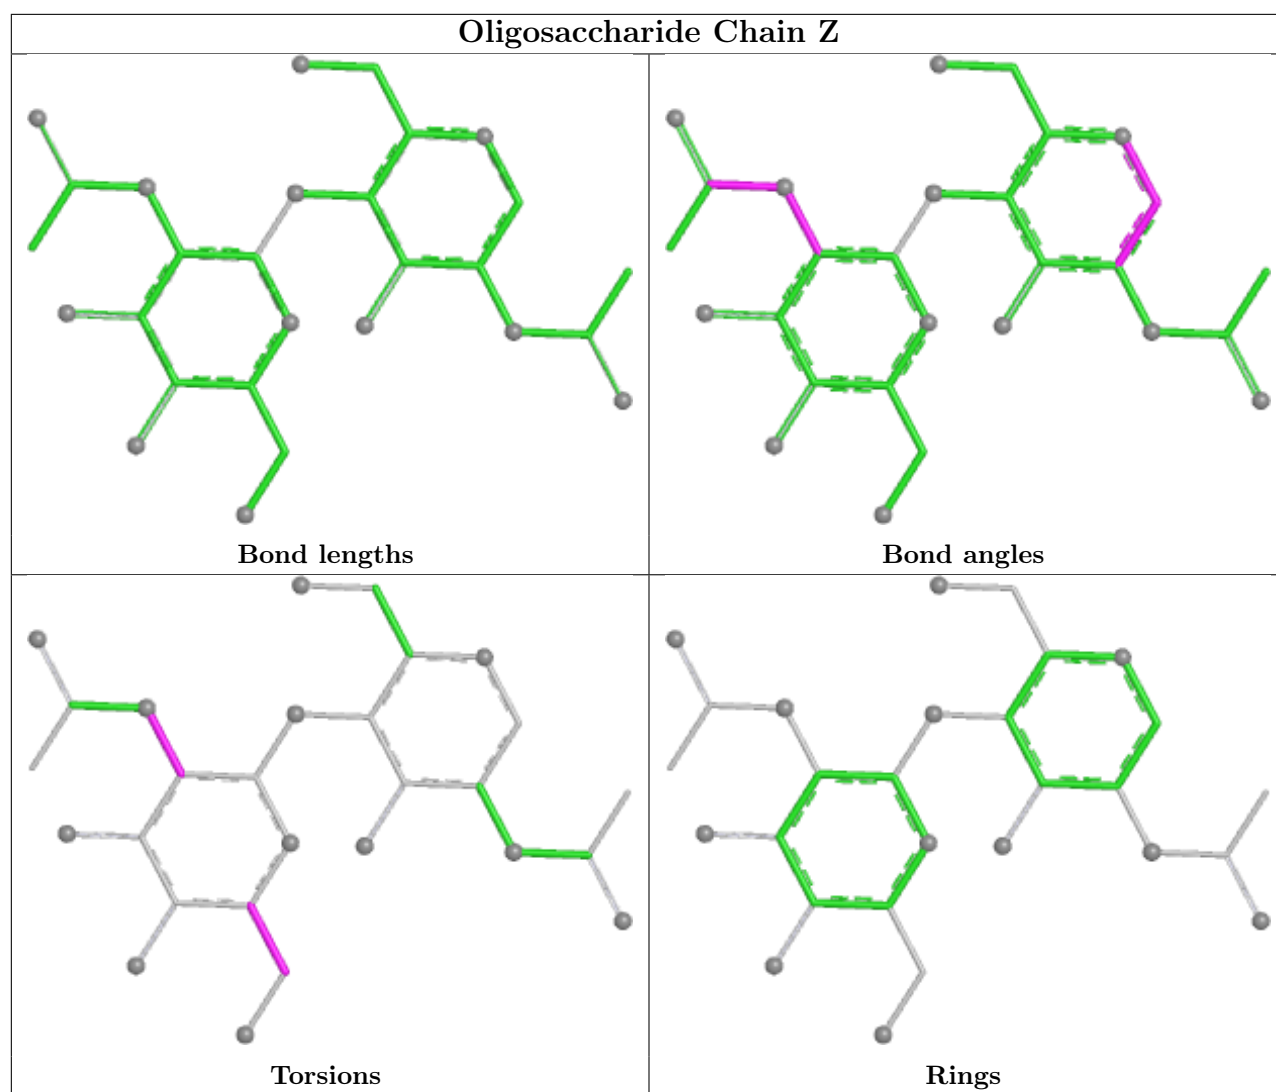 Oligosaccharide Chain Z
Bond lengths
Bond angles
Torsions
Rings